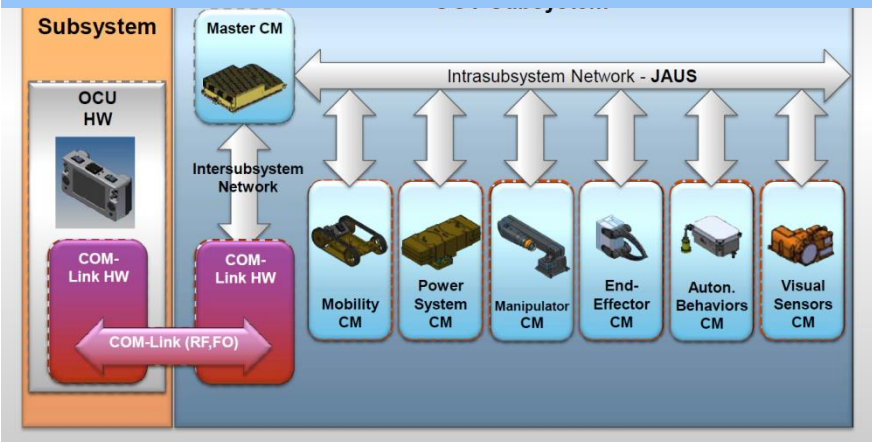 Subsystem
Subsystem
Master CM
Intrasubsystem Network - JAUS
OCU
HW
Intersubsystem
Network
COM-
Link HW
COM-
Link HW
COM-Link (RF,FO)
Mobility
CM
Power
System
CM
Manipulator
CM
End-
Effector
CM
Auton.
Behaviors
CM
Visual
Sensors
CM